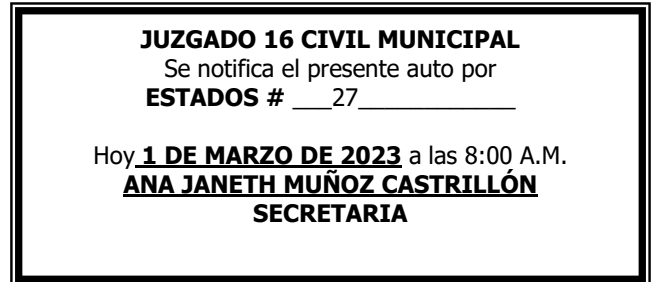 JUZGADO 16 CIVIL MUNICIPAL
Se notifica el presente auto por
ESTADOS # ___27_____________
Hoy 1 DE MARZO DE 2023 a las 8:00 A.M.
ANA JANETH MUÑOZ CASTRILLÓN
SECRETARIA